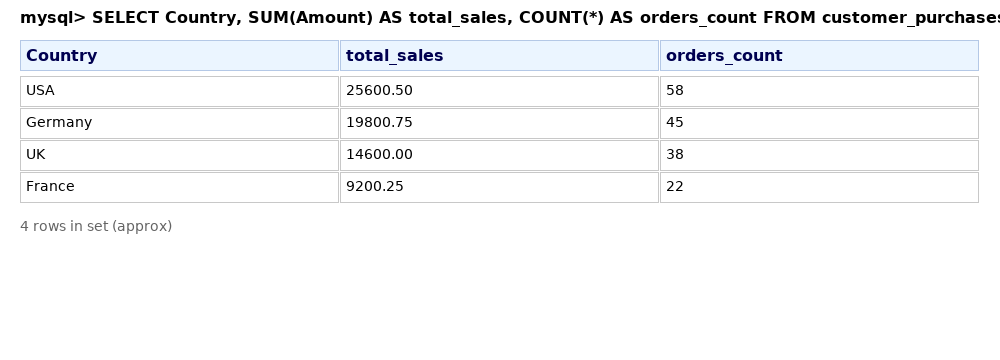 mysql> SELECT Country, SUM(Amount) AS total_sales, COUNT(*) AS orders_count FROM customer_purchases
Country total_sales orders_count
USA 25600.50 58
Germany 19800.75 45
UK 14600.00 38
France 9200.25 22
4 rows in set (approx)